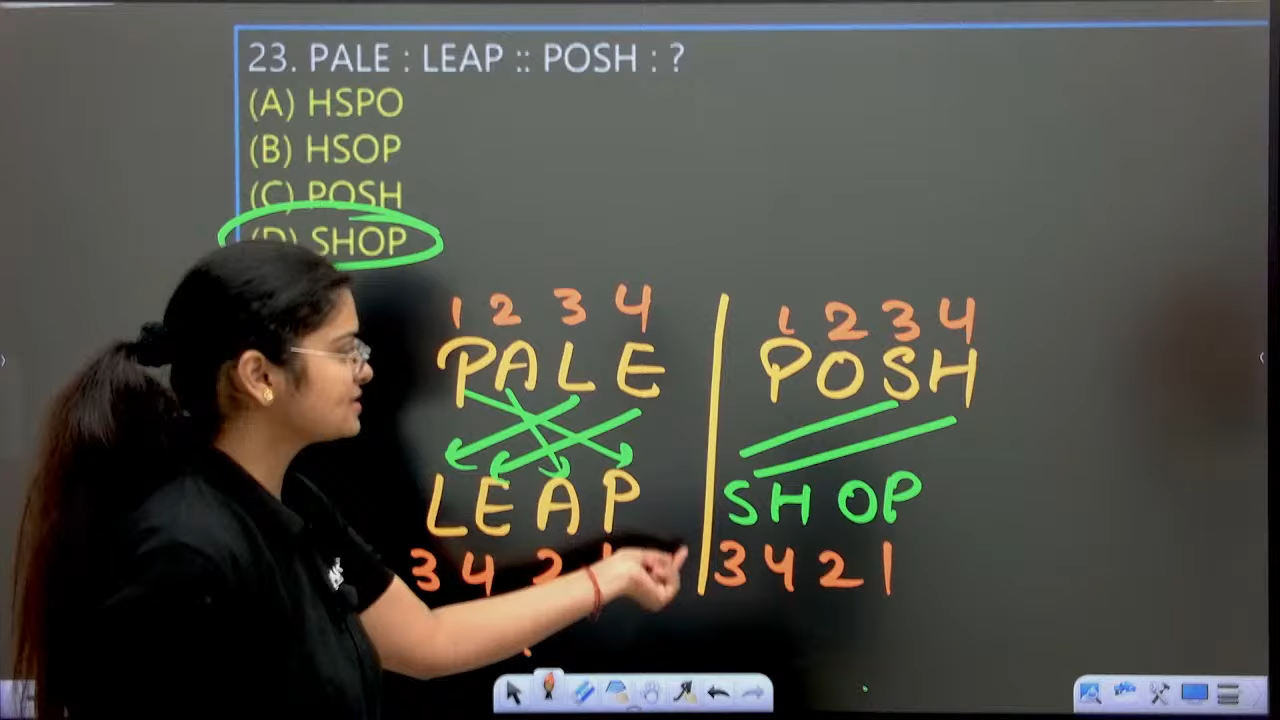 23. PALE : LEAP :: POSH : ?
(A) HSPO
(B) HSOP
(C) POSH
(D) SHOP
1 2 3 4
PALE
LEAP
3 4 2 1
1 2 3 4
POSH
SHOP
3 4 2 1